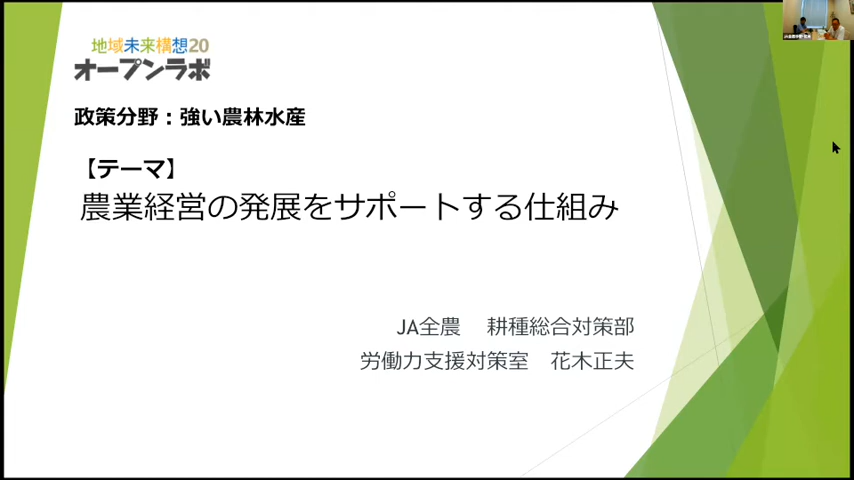 地域未来構想20
オープンラボ
政策分野：強い農林水産
【テーマ】
農業経営の発展をサポートする仕組み
JA全農　耕種総合対策部
労働力支援対策室　花木正夫